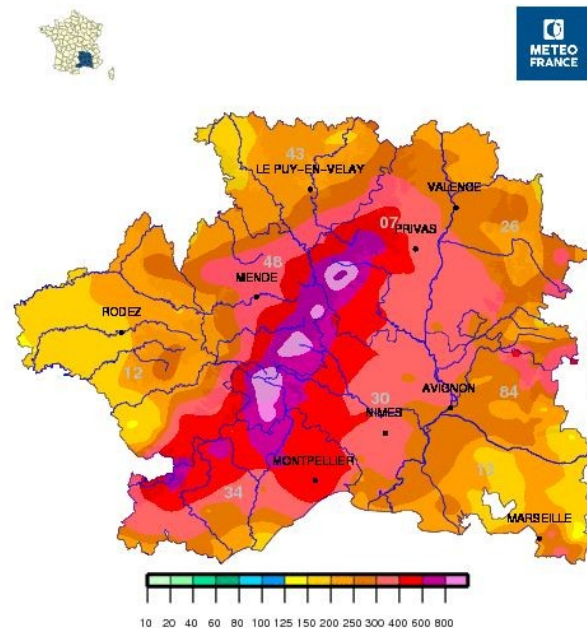 METEO
FRANCE
43
LE PUY-EN-VELAY
VALENCE
07
PRIVAS
26
48
MENDE
RODEZ
12
30
AVIGNON
84
NIMES
MONTPELLIER
13
34
MARSEILLE
10 20 40 60 80 100 125 150 200 250 300 400 600 800